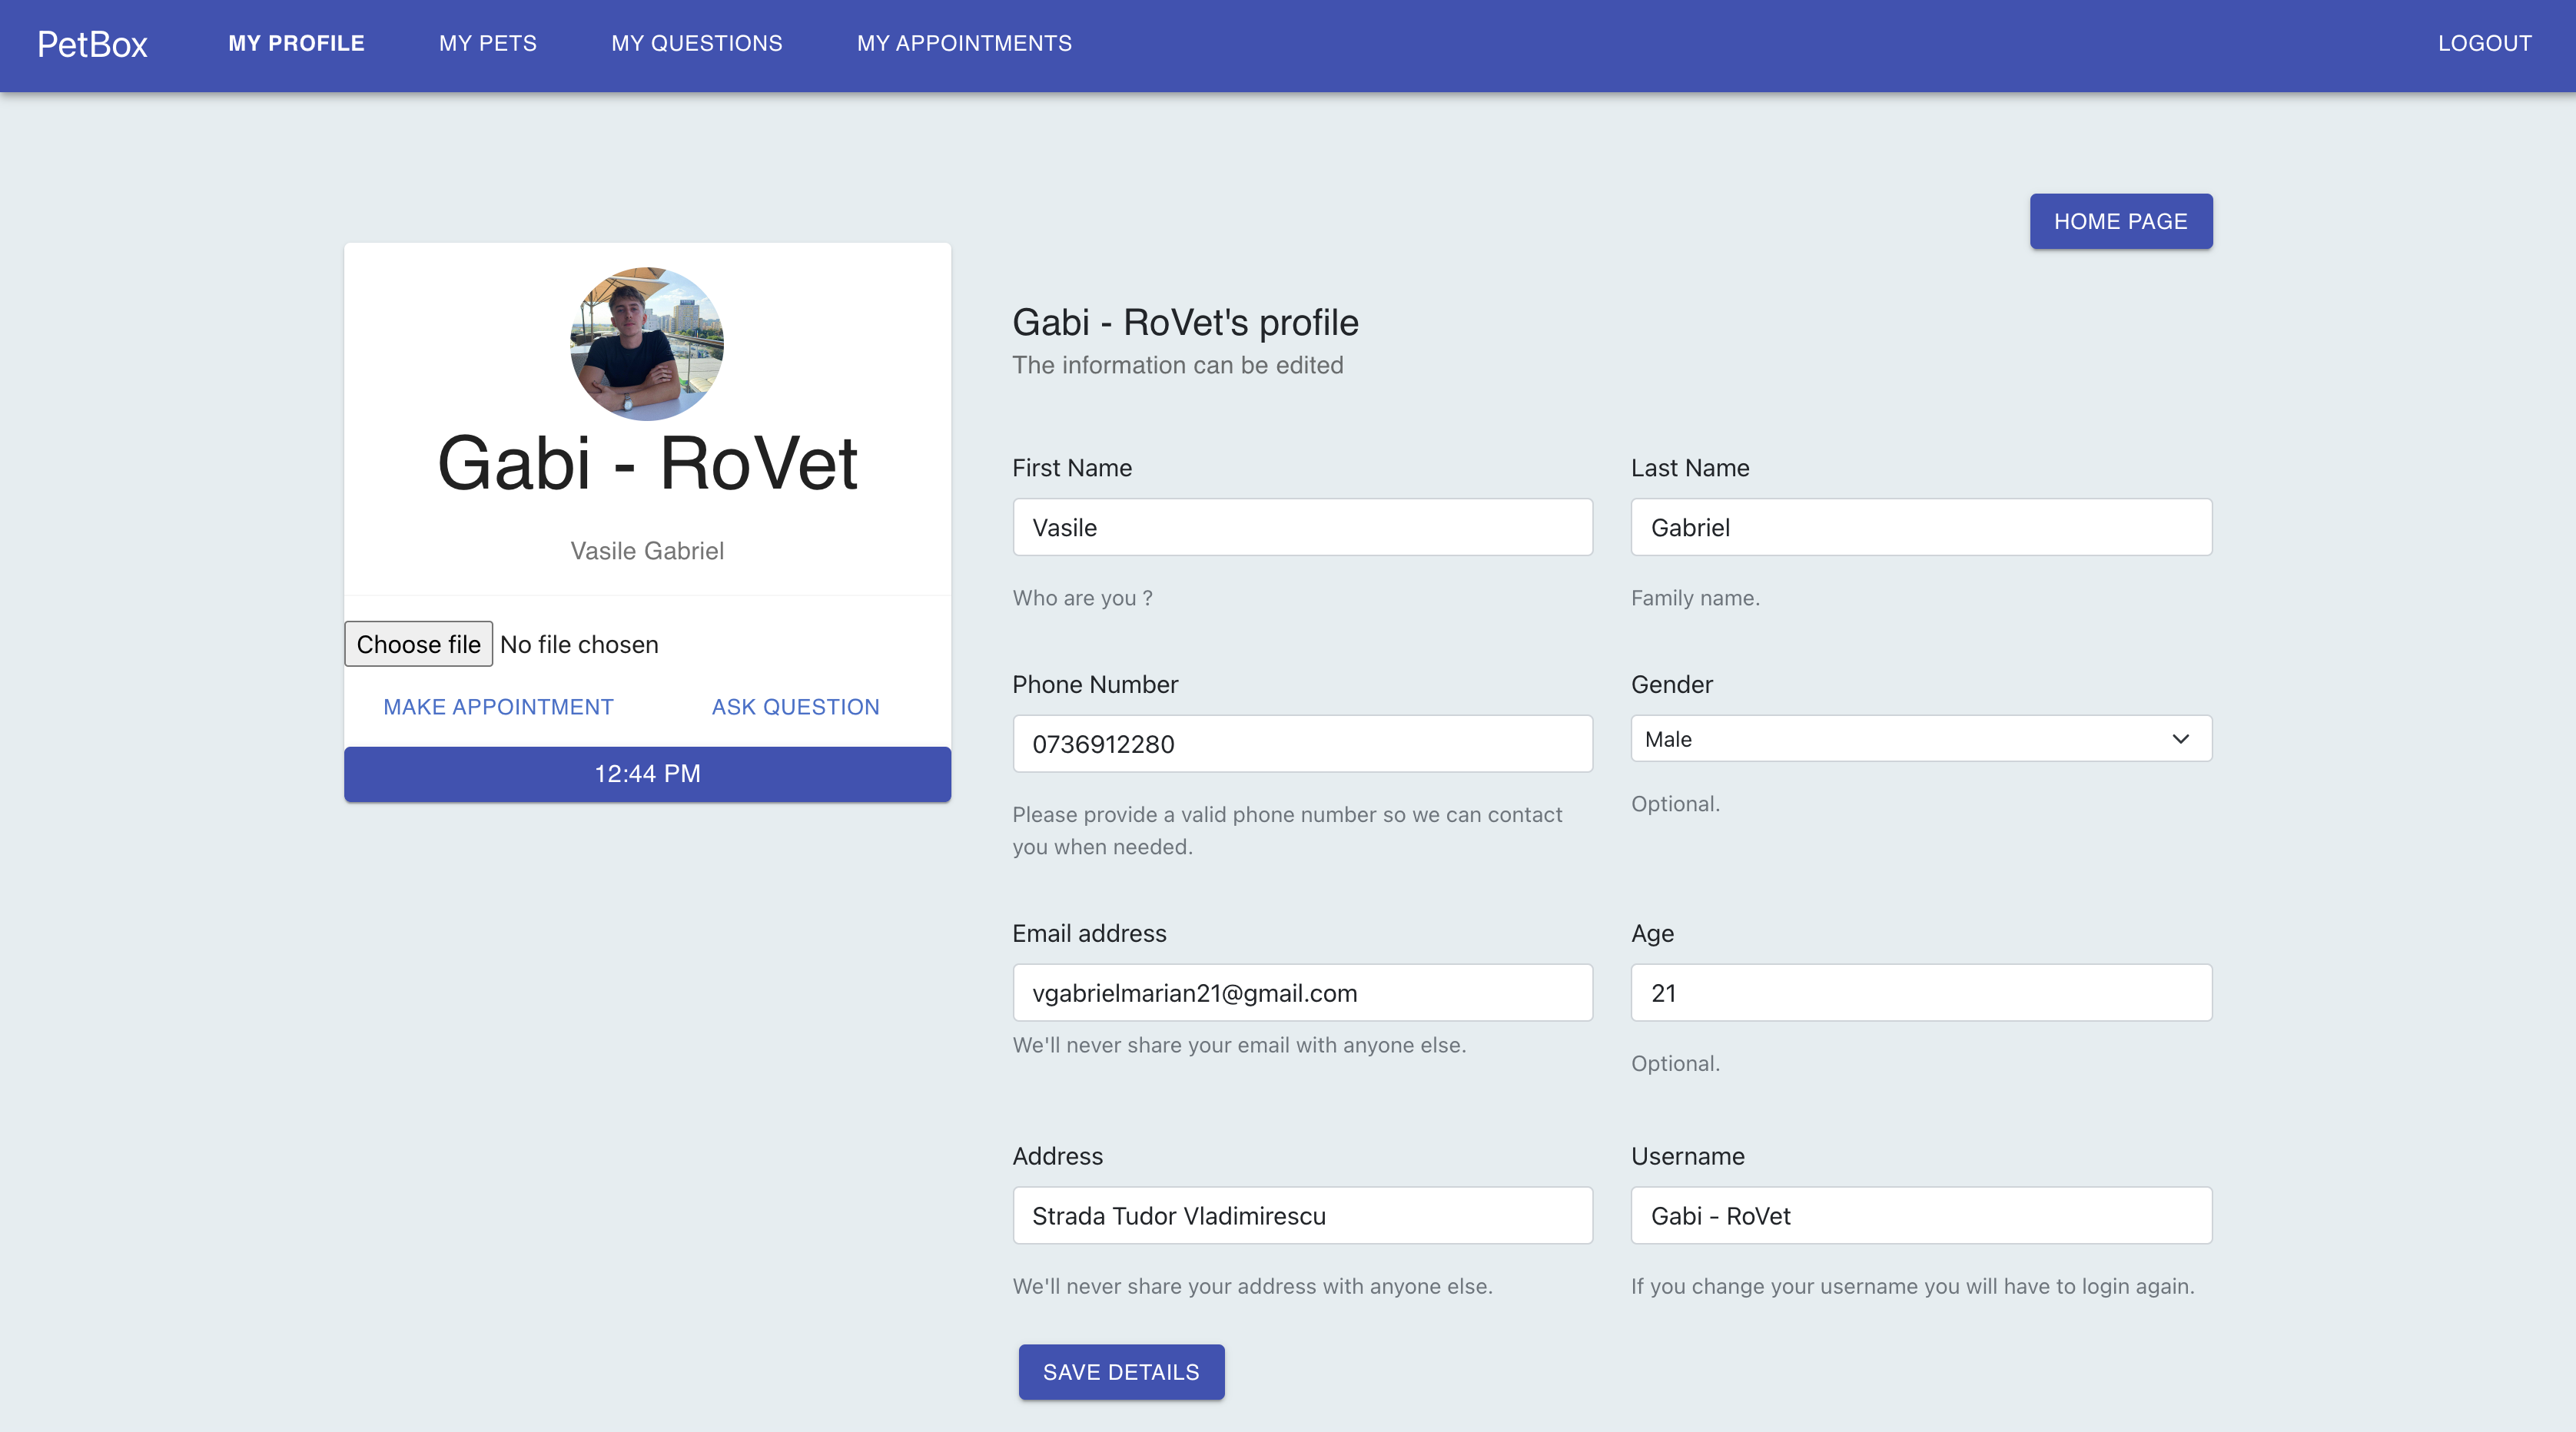 PetBox MY PROFILE MY PETS MY QUESTIONS MY APPOINTMENTS LOGOUT
HOME PAGE
Gabi - RoVet
Vasile Gabriel
Choose file No file chosen
MAKE APPOINTMENT ASK QUESTION
12:44 PM
Gabi - RoVet's profile
The information can be edited
First Name Last Name
Vasile Gabriel
Who are you ? Family name.
Phone Number Gender
0736912280 Male
Please provide a valid phone number so we can contact
you when needed.
Optional.
Email address Age
vgabrielmarian21@gmail.com 21
We'll never share your email with anyone else. Optional.
Address Username
Strada Tudor Vladimirescu Gabi - RoVet
We'll never share your address with anyone else. If you change your username you will have to login again.
SAVE DETAILS